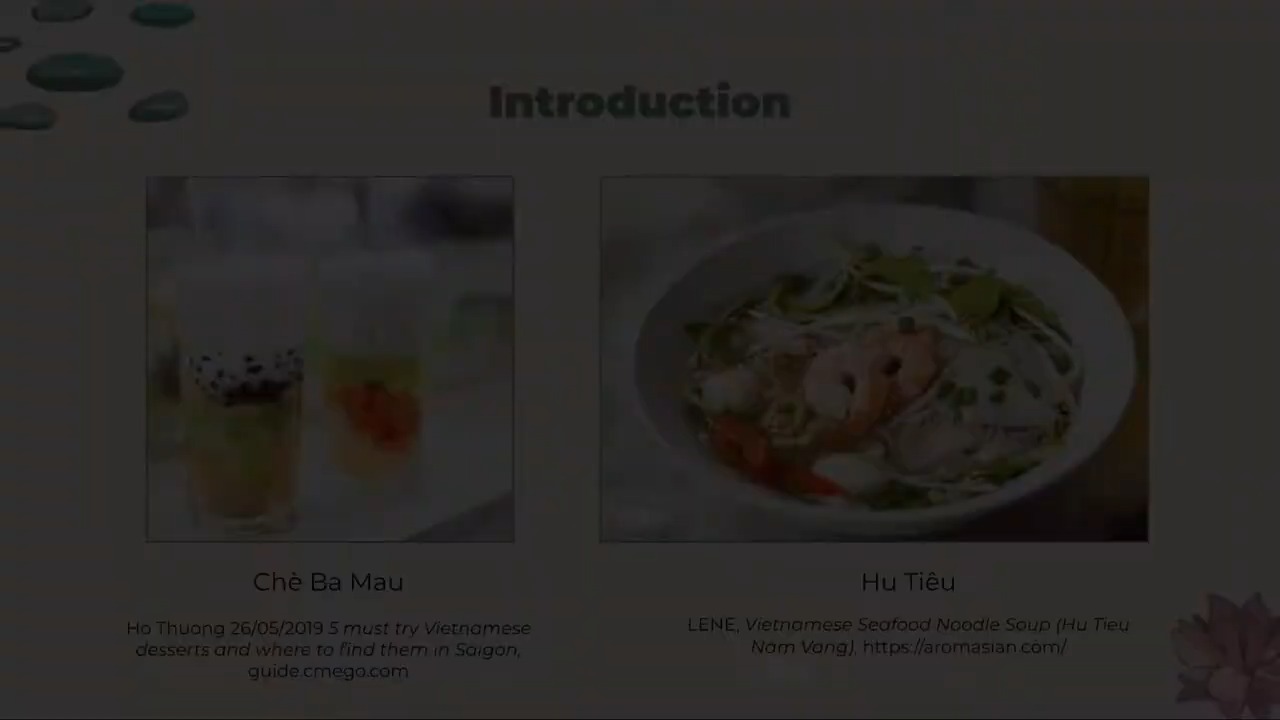 Introduction
Chè Ba Mau
Hu Tiêu
Ho Thuong 26/05/2019 5 must try Vietnamese
desserts and where to find them in Saigon,
guide.cmego.com
LENE, Vietnamese Seafood Noodle Soup (Hu Tieu
Nam Vang), https://aromasian.com/